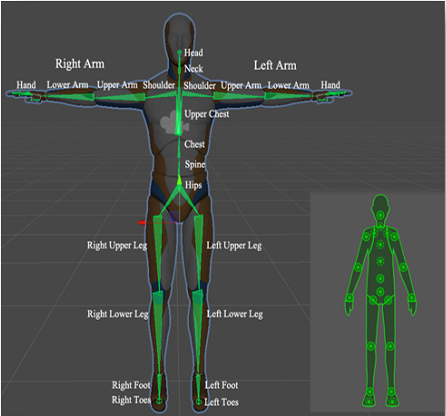 Head
Neck
Right Arm
Left Arm
Hand Lower Arm Upper Arm Shoulder Shoulder Upper Arm Lower Arm Hand
Upper Chest
Chest
Spine
Hips
Right Upper Leg Left Upper Leg
Right Lower Leg Left Lower Leg
Right Foot Left Foot
Right Toes Left Toes